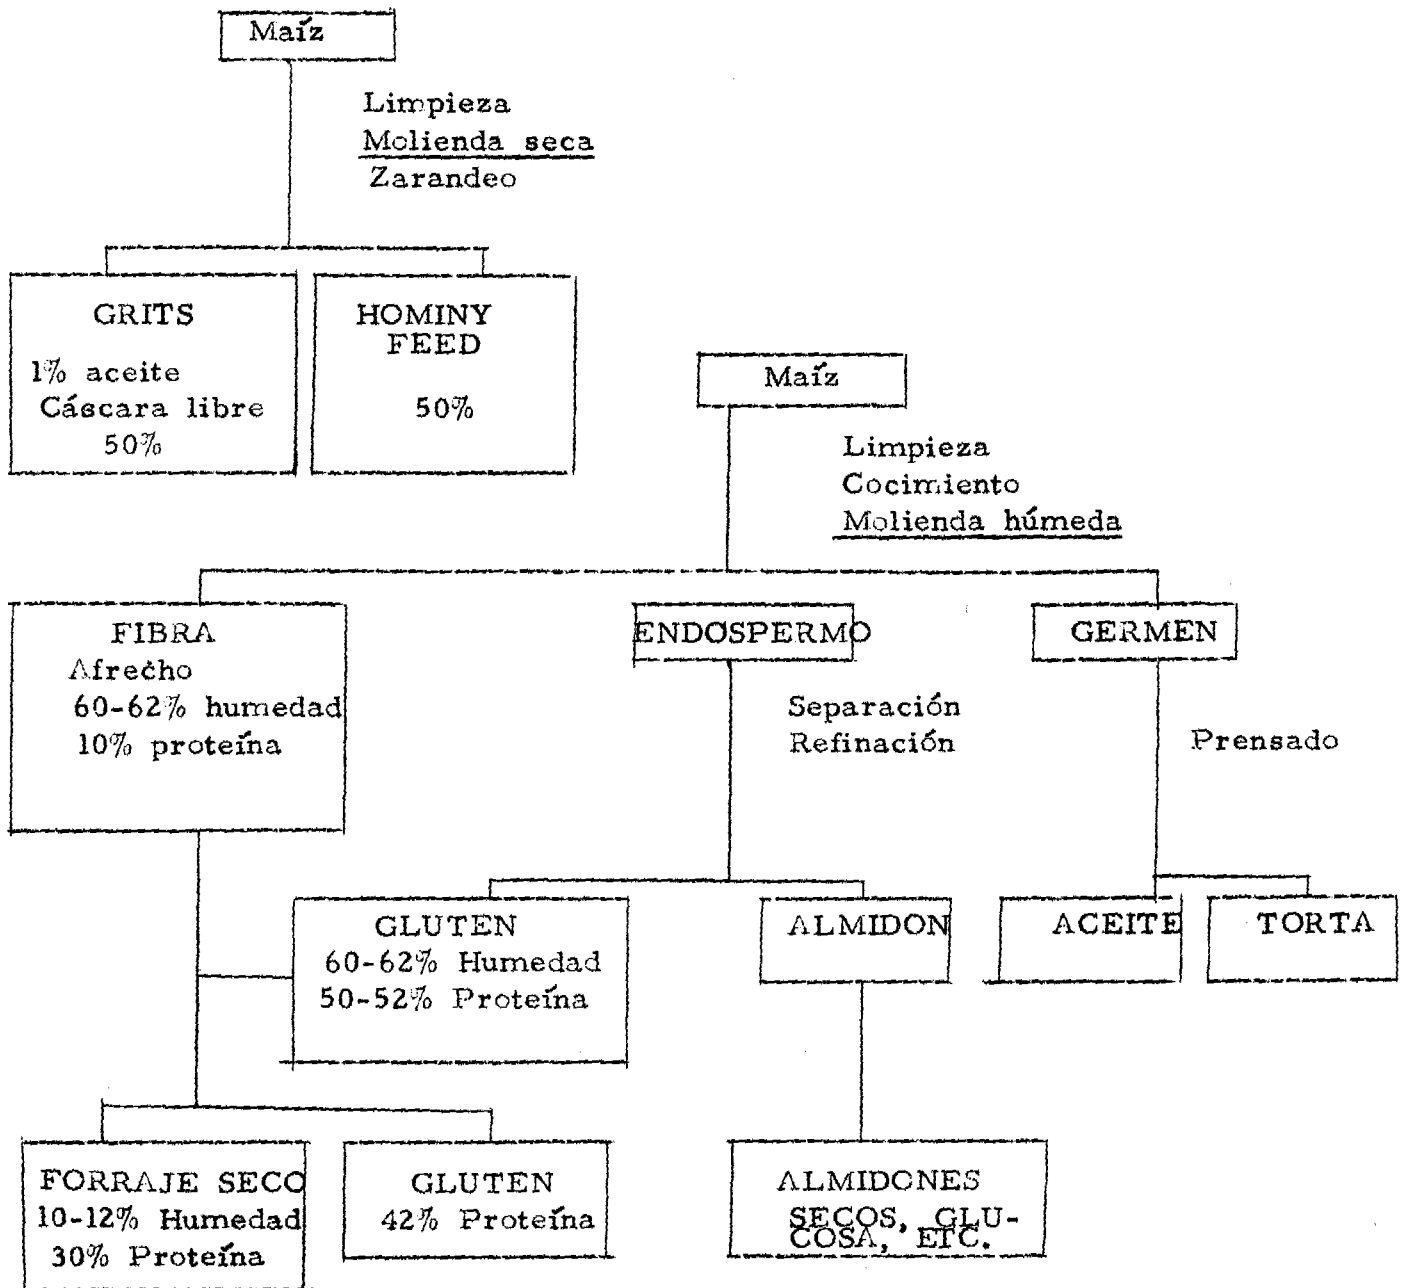 Maíz
Limpieza
Molienda seca
Zarandeo
GRITS
1% aceite
Cáscara libre
50%
HOMINY
FEED
50%
Maíz
Limpieza
Cocimiento
Molienda húmeda
FIBRA
Afrecho
60-62% humedad
10% proteína
ENDOSPERMO
Separación
Refinación
GERMEN
Prensado
GLUTEN
60-62% Humedad
50-52% Proteína
ALMIDON
ACEITE
TORTA
FORRAJE SECO
10-12% Humedad
30% Proteína
GLUTEN
42% Proteína
ALMIDONES
SECOS, GLU-
COSA, ETC.